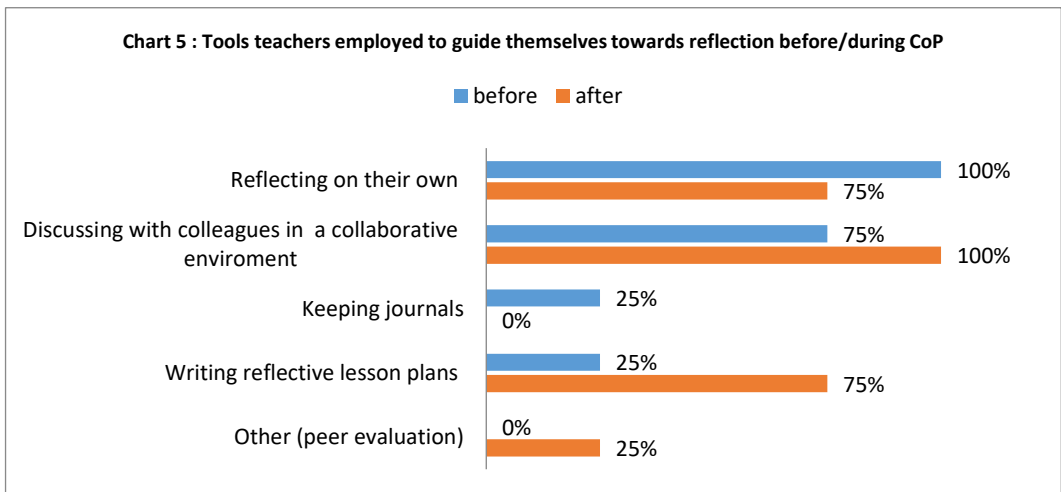 Chart 5 : Tools teachers employed to guide themselves towards reflection before/during CoP
before after
Reflecting on their own
100%
75%
Discussing with colleagues in a collaborative
enviroment
75%
100%
Keeping journals
25%
0%
Writing reflective lesson plans
25%
75%
Other (peer evaluation)
0%
25%